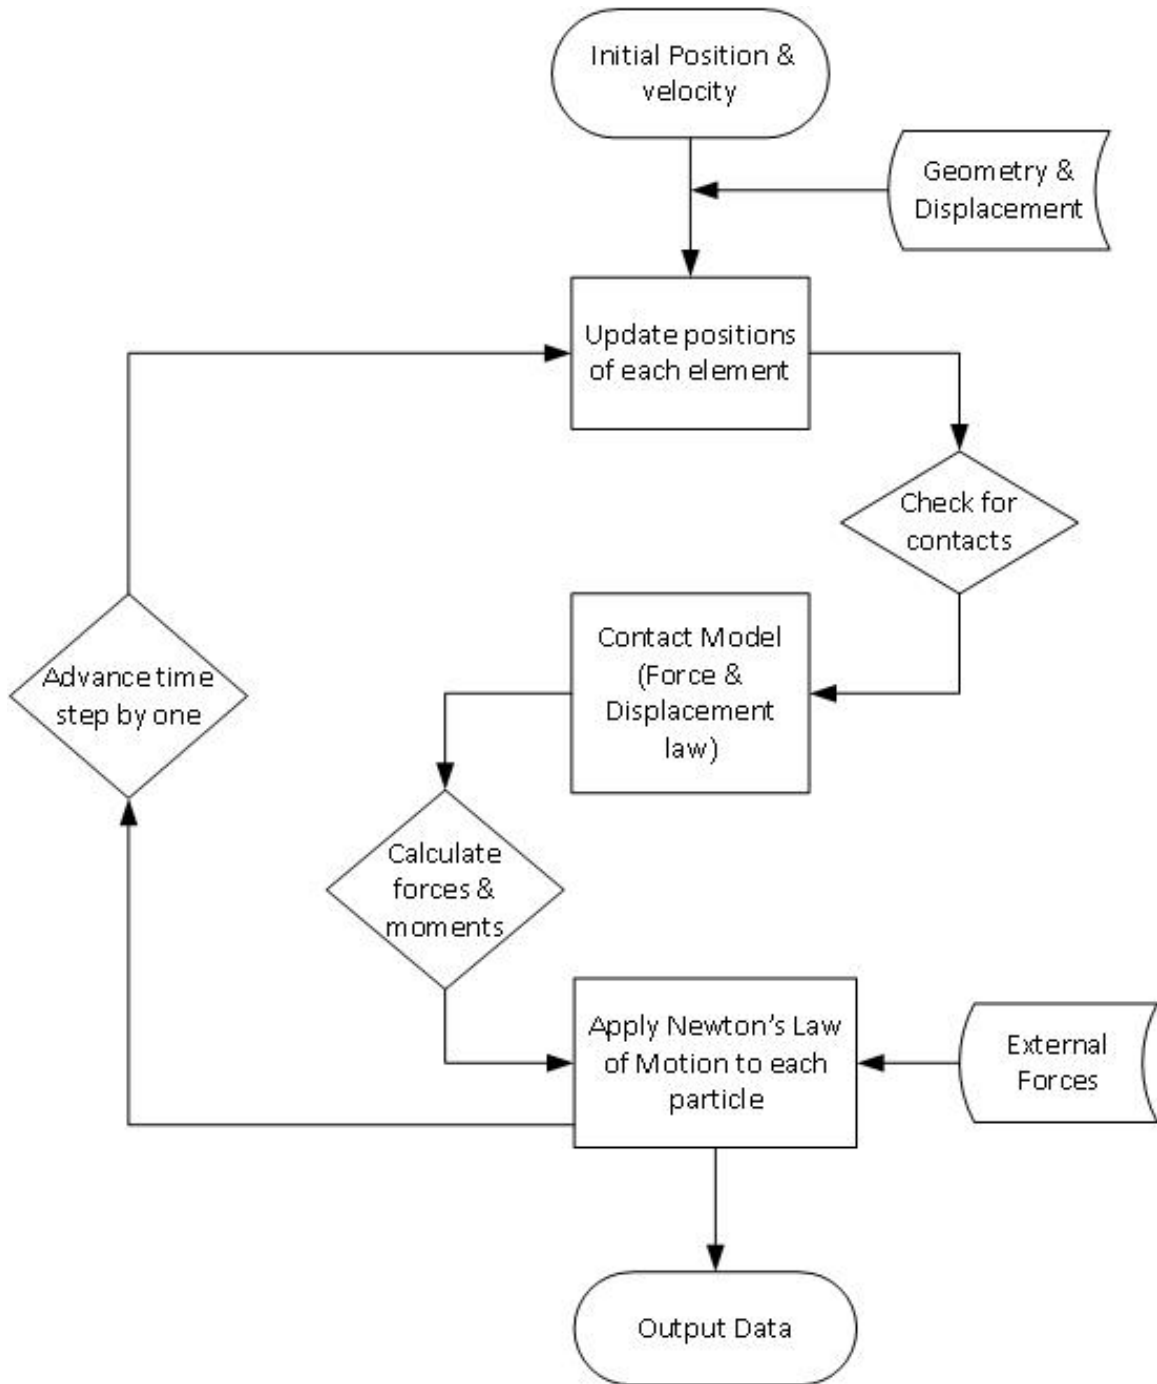 Initial Position &
velocity
Geometry &
Displacement
Update positions
of each element
Check for
contacts
Contact Model
(Force &
Displacement
law)
Advance time
step by one
Calculate
forces &
moments
Apply Newton’s Law
of Motion to each
particle
External
Forces
Output Data